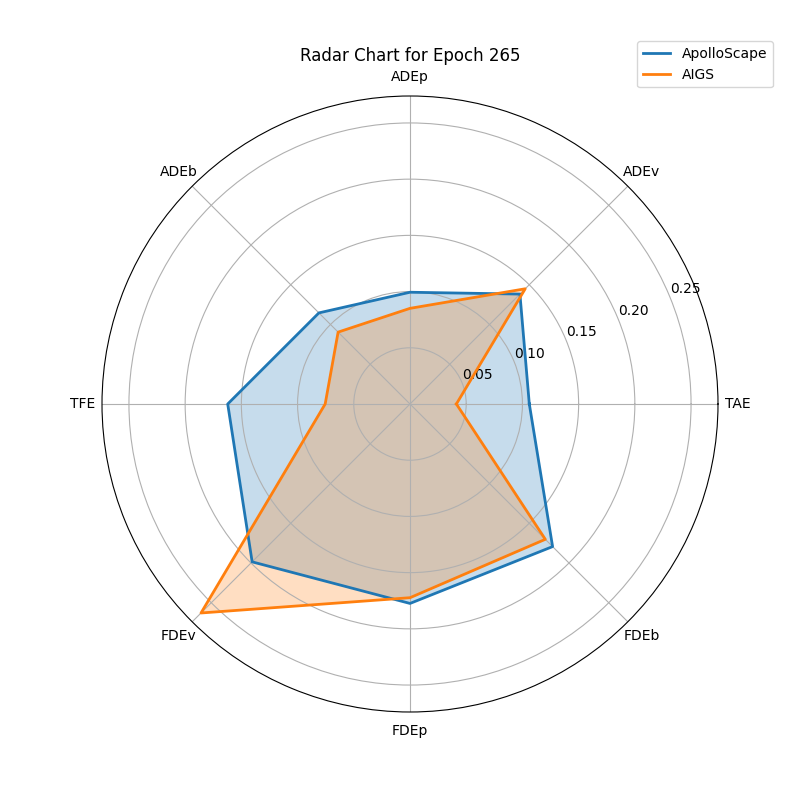 Radar Chart for Epoch 265
ApolloScape
AIGS
ADEp
ADEb
ADEv
0.25
0.20
0.15
0.10
0.05
TFE
TAE
FDEv
FDEb
FDEp